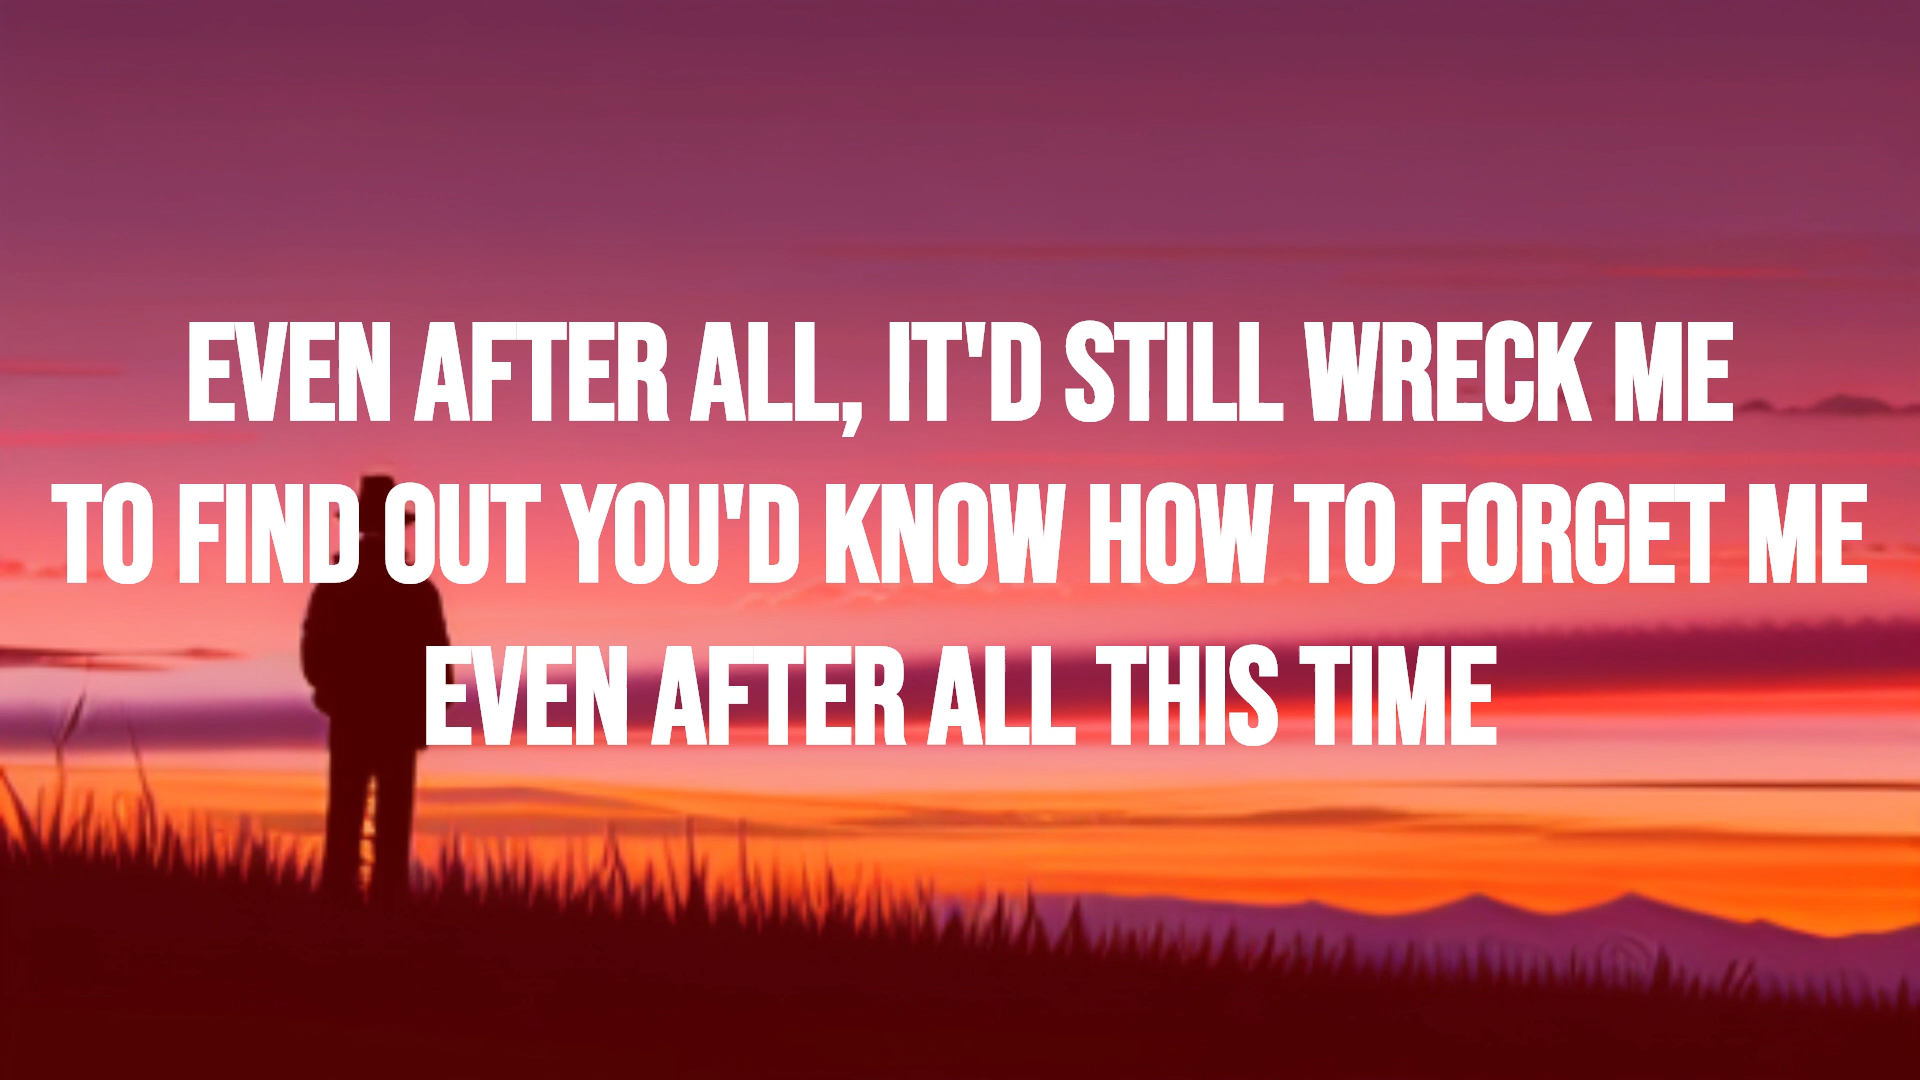 EVEN AFTER ALL, IT'D STILL WRECK ME
TO FIND OUT YOU'D KNOW HOW TO FORGET ME
EVEN AFTER ALL THIS TIME